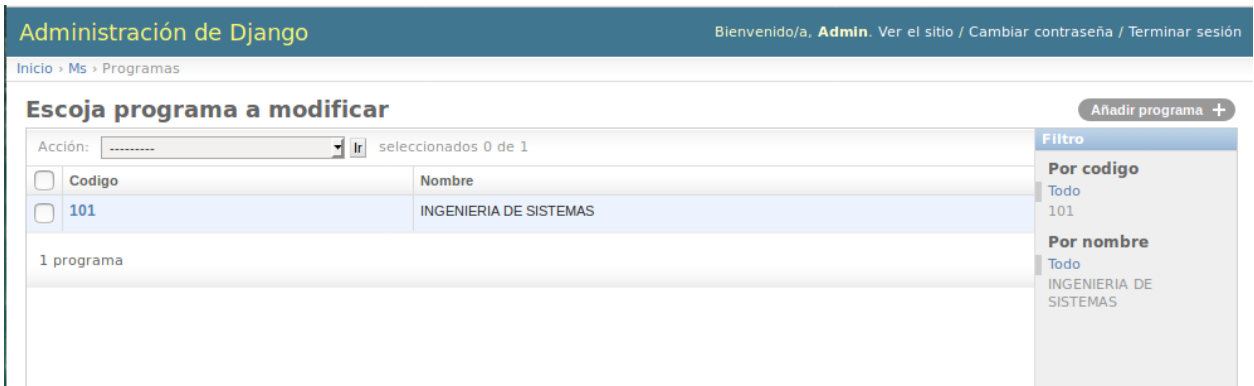 Administración de Django
Bienvenido/a, Admin. Ver el sitio / Cambiar contraseña / Terminar sesión
Inicio › Ms › Programas
Escoja programa a modificar
Añadir programa +
Acción: --------- Ir seleccionados 0 de 1
Codigo Nombre
101 INGENIERIA DE SISTEMAS
1 programa
Filtro
Por codigo
Todo
101
Por nombre
Todo
INGENIERIA DE
SISTEMAS